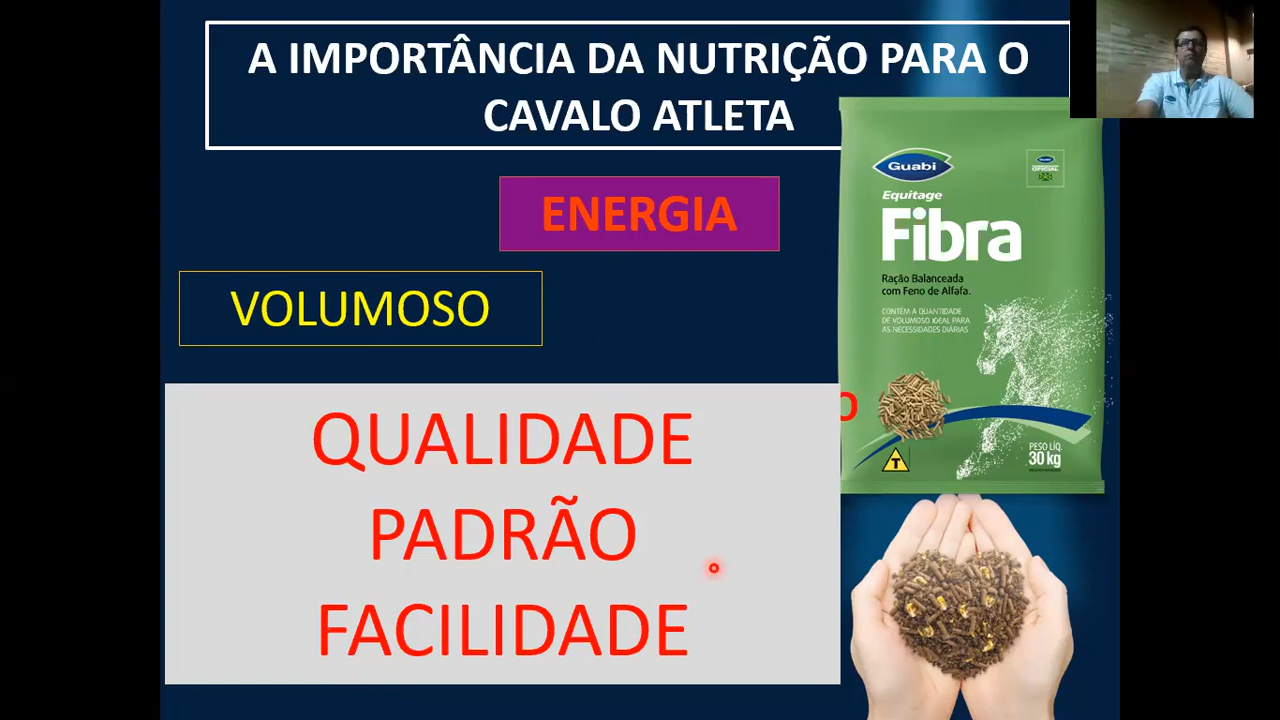 A IMPORTÂNCIA DA NUTRIÇÃO PARA O
CAVALO ATLETA
ENERGIA
VOLUMOSO
QUALIDADE
PADRÃO
FACILIDADE
O
Guabi
OFICIAL
Equitage
Fibra
Ração Balanceada
com Feno de Alfafa.
CONTÉM A QUANTIDADE
DE VOLUMOSO IDEAL PARA
AS NECESSIDADES DIÁRIAS
T
PESO LÍQ.
30 kg